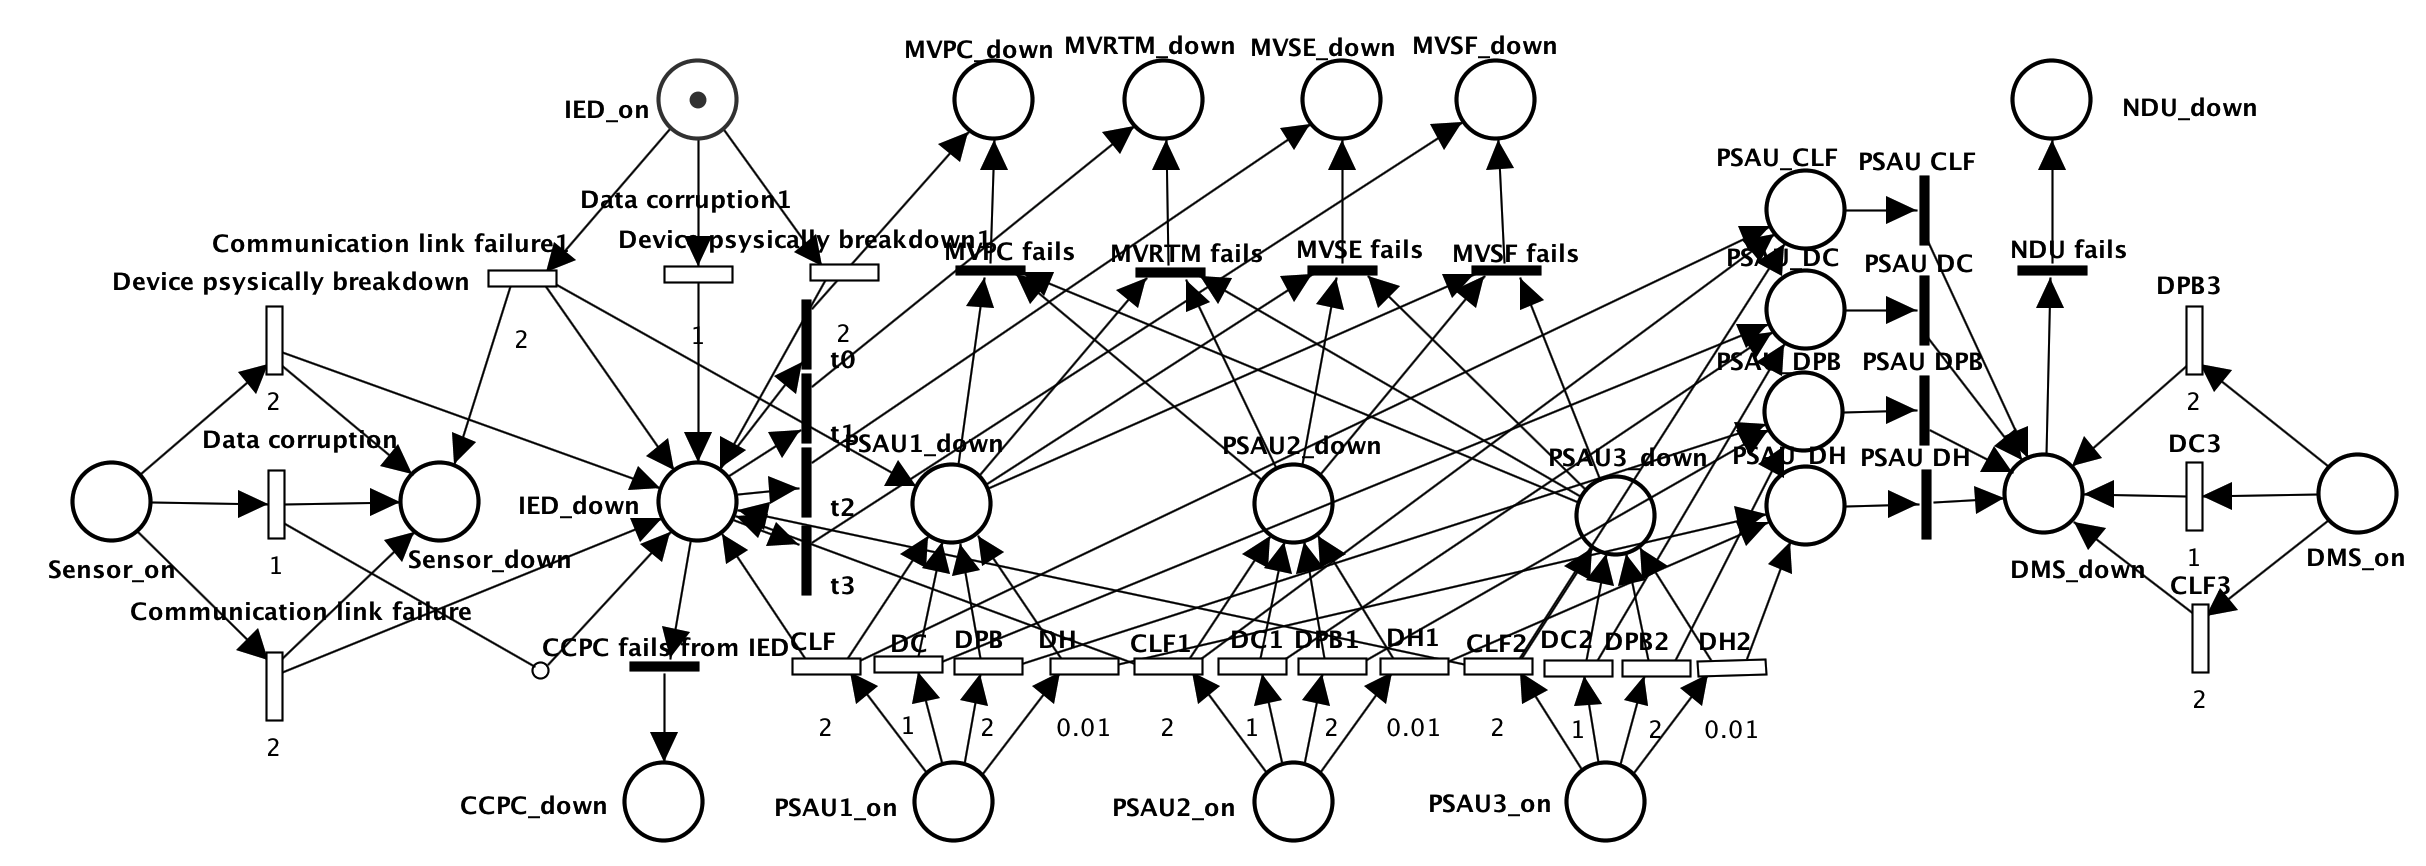 MVPC_down
MVRTM_down
MVSE_down
MVSF_down
IED_on
NDU_down
PSAU_CLF
PSAU CLF
Data corruption1
Communication link failure1
Device psysically breakdown1
MVPC fails
MVRTM fails
MVSE fails
MVSF fails
PSAU_DC
PSAU DC
NDU fails
Device psysically breakdown
DPB3
2
1
2
t0
PSAU_DPB
PSAU DPB
2
2
Data corruption
t1
PSAU1_down
PSAU2_down
PSAU3_down
PSAU_DH
PSAU DH
DC3
IED_down
t2
Sensor_on
1
Sensor_down
DMS_down
1
DMS_on
t3
CLF3
Communication link failure
CCPC fails from IED
CLF
DC
DPB
DH
CLF1
DC1
DPB1
DH1
CLF2
DC2
DPB2
DH2
2
2
1
2
0.01
2
1
2
0.01
2
1
2
0.01
2
CCPC_down
PSAU1_on
PSAU2_on
PSAU3_on